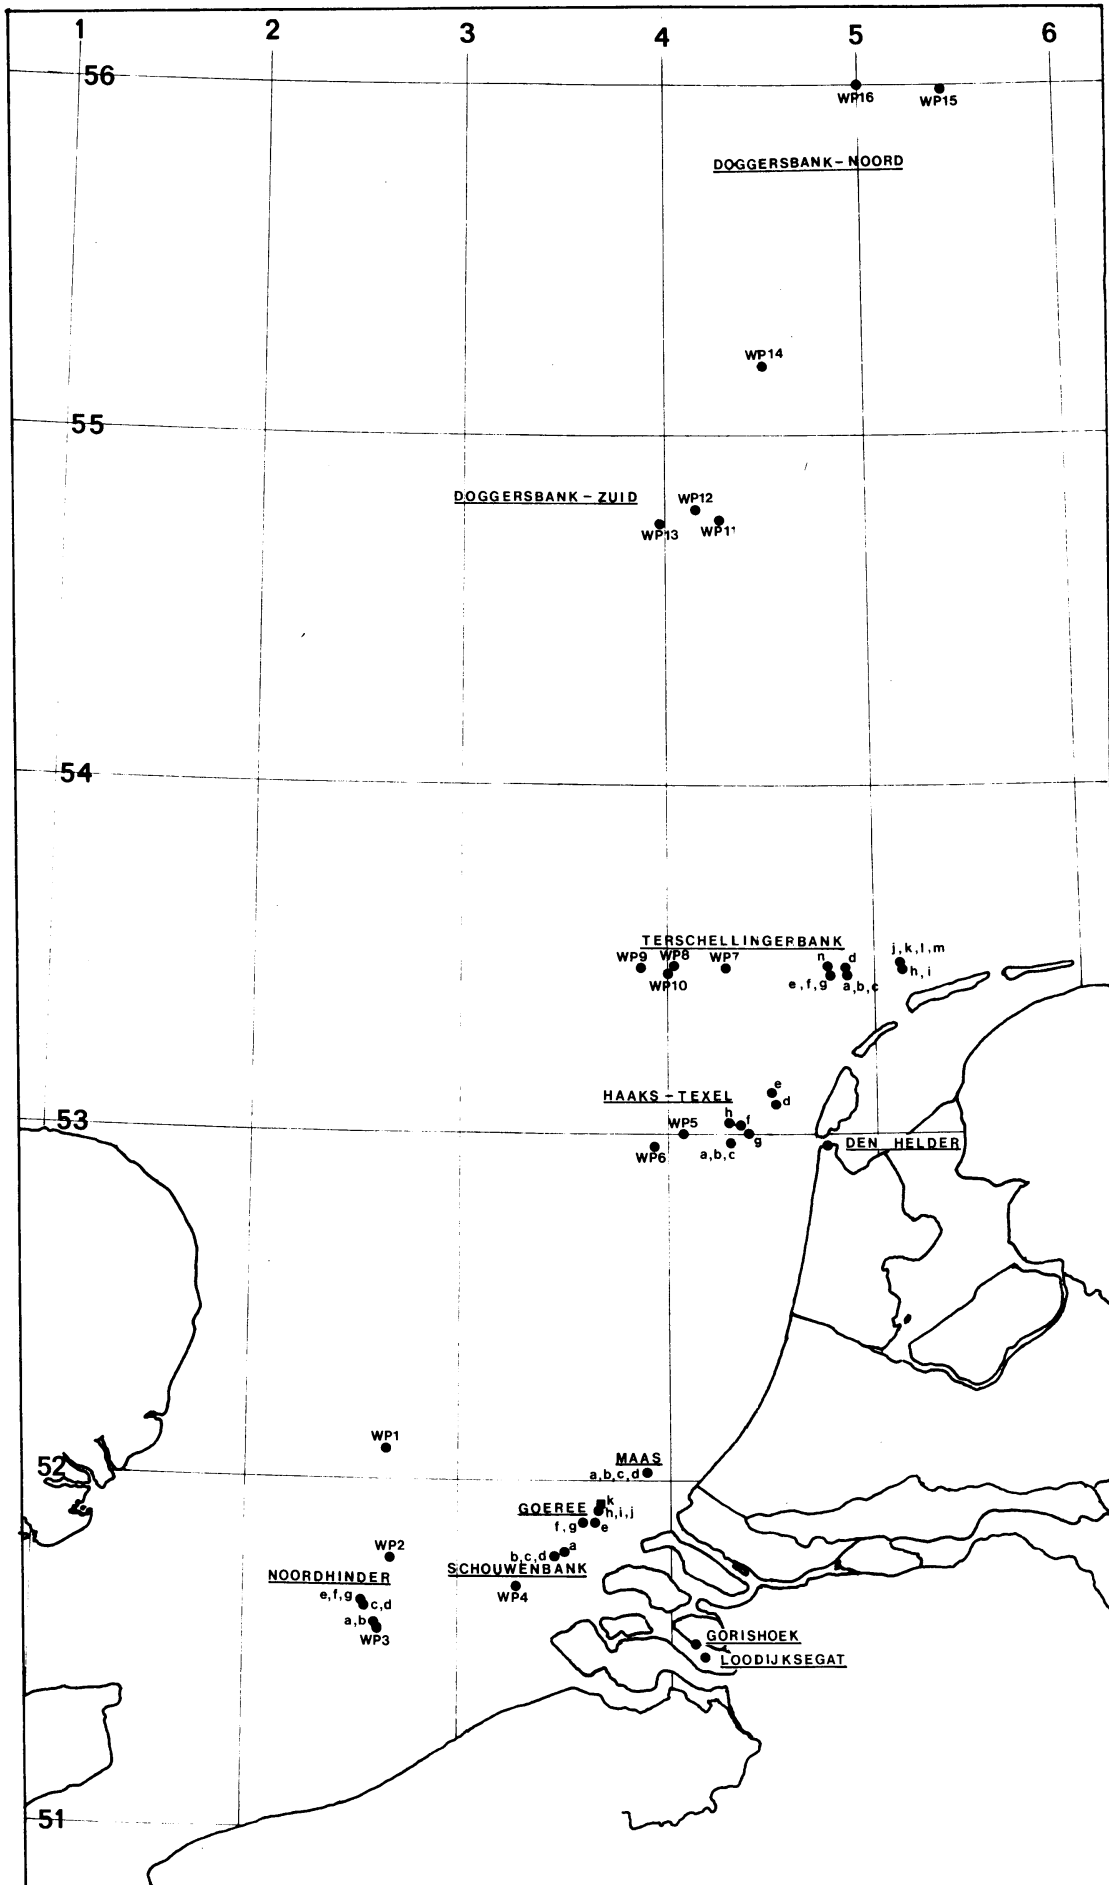 1 2 3 4 5 6
56
WP16 WP15
DOGGERSBANK-NOORD
WP14
55
DOGGERSBANK-ZUID
WP12
WP13 WP11
54
TERSCHELLINGERBANK
j,k,l,m
WP9 WP8 WP7 n d
h,i
WP10 e,f,g a,b,c
e
HAAKS-TEXEL
d
53
h f
WP5 g
WP6 a,b,c
DEN HELDER
WP1
MAAS
52
a,b,c,d
k
GOEREE h,i,j
f,g e
WP2 b,c,d a
NOORDHINDER SCHOUWENBANK
e,f,g c,d WP4
a,b
WP3
GORISHOEK
LOODIJKSEGAT
51